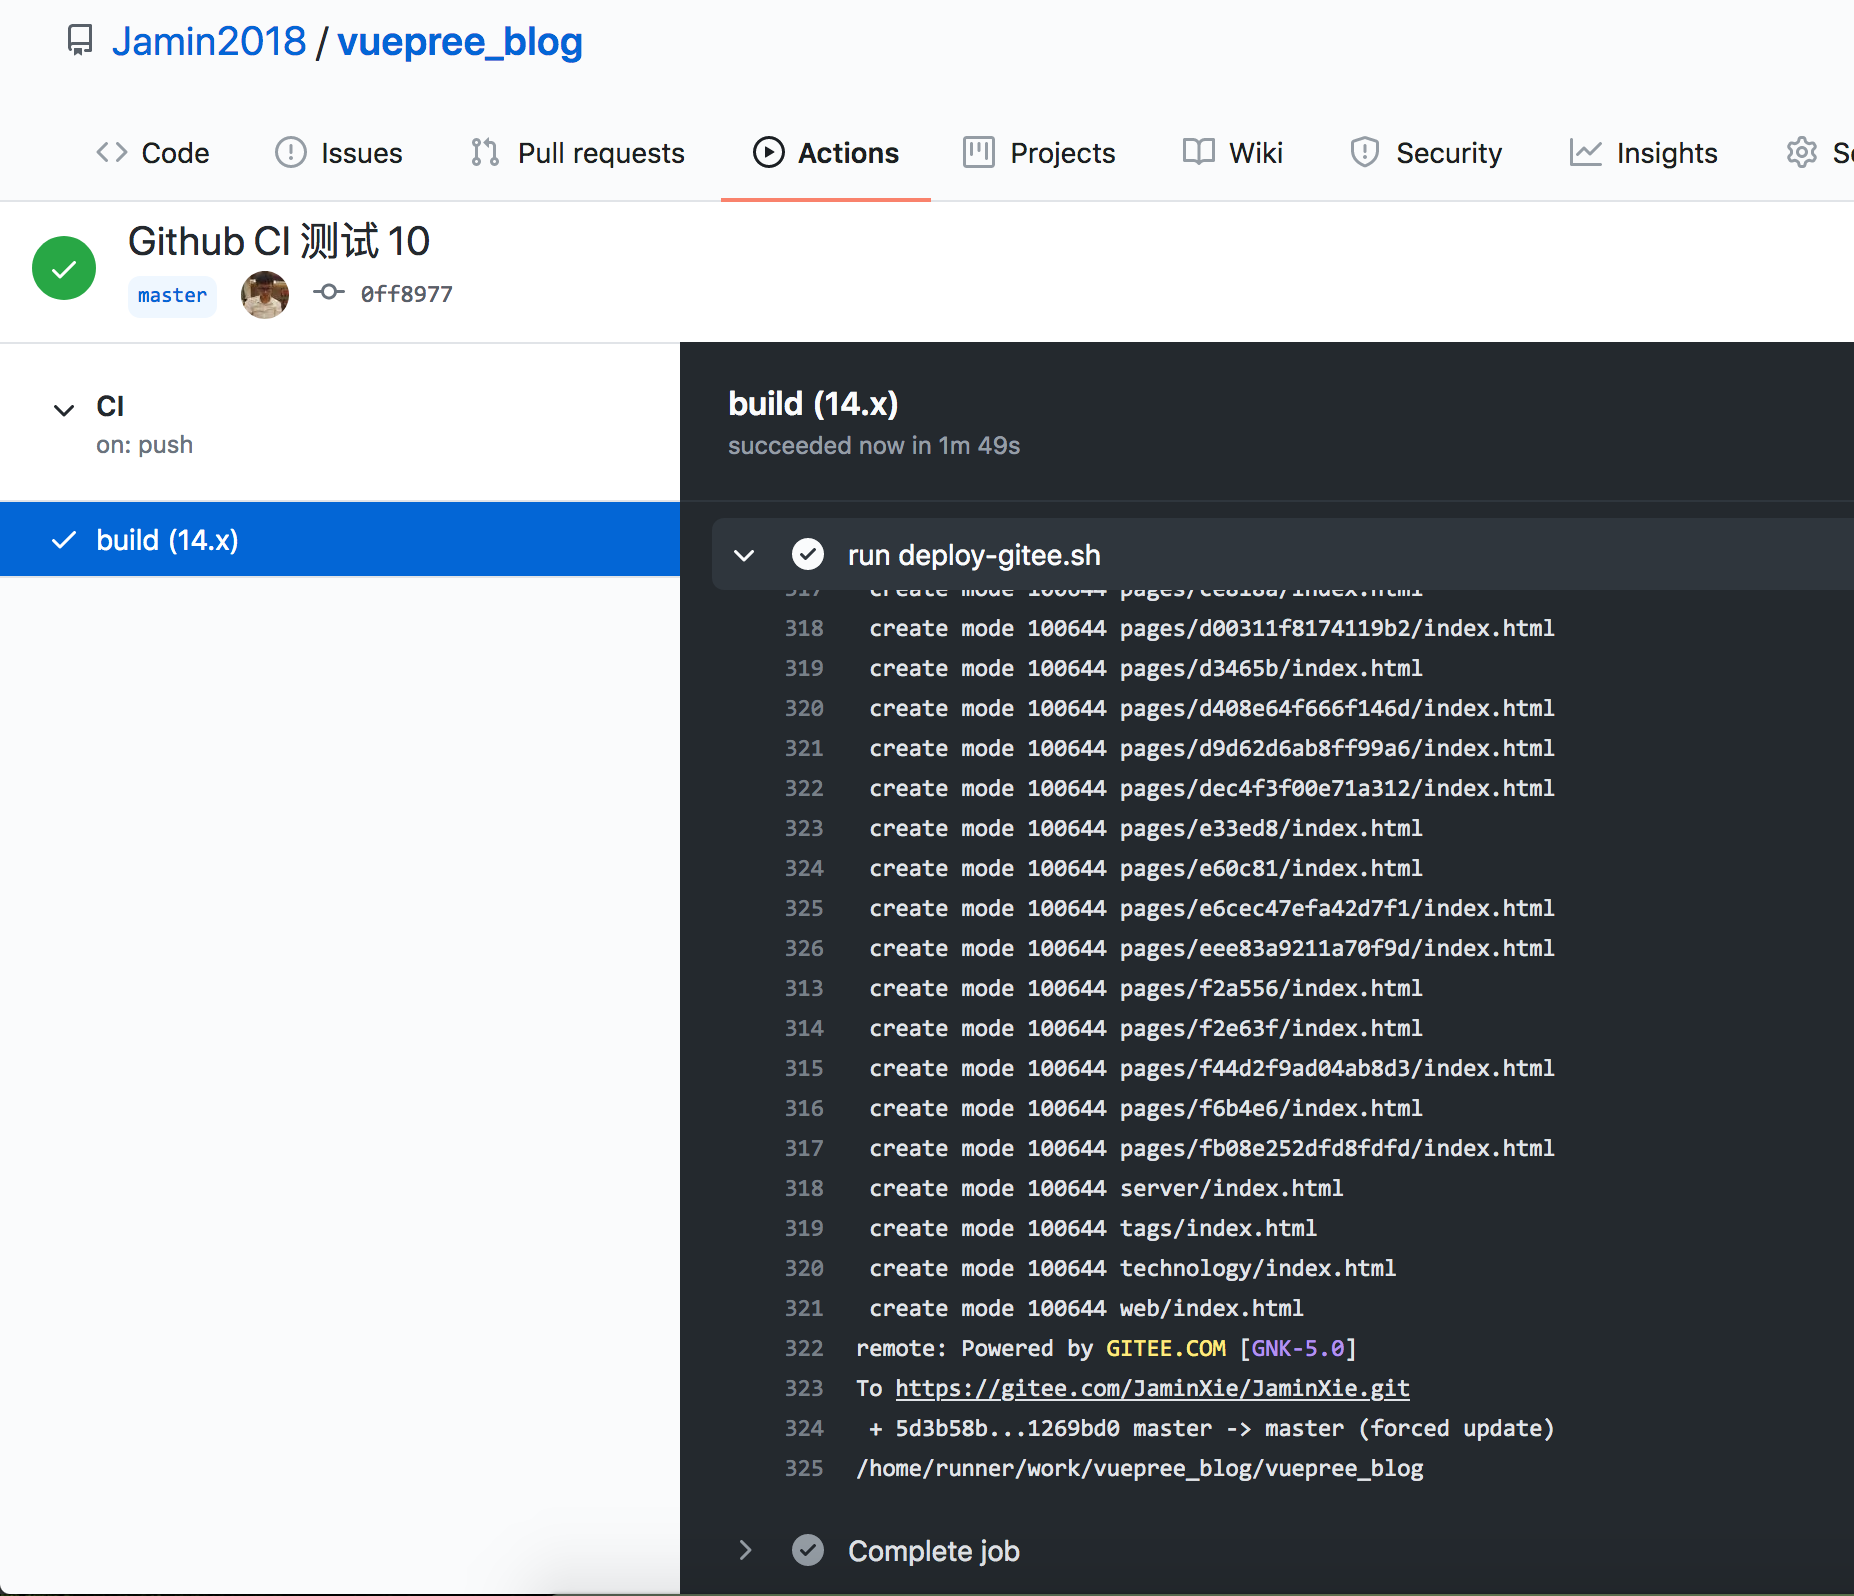 Jamin2018 / vuepree_blog
Code Issues Pull requests Actions Projects Wiki Security Insights
Github CI 测试 10
master 0ff8977
CI
on: push
build (14.x)
build (14.x)
succeeded now in 1m 49s
run deploy-gitee.sh
317 create mode 100644 pages/ce818a/index.html
318 create mode 100644 pages/d00311f8174119b2/index.html
319 create mode 100644 pages/d3465b/index.html
320 create mode 100644 pages/d408e64f666f146d/index.html
321 create mode 100644 pages/d9d62d6ab8ff99a6/index.html
322 create mode 100644 pages/dec4f3f00e71a312/index.html
323 create mode 100644 pages/e33ed8/index.html
324 create mode 100644 pages/e60c81/index.html
325 create mode 100644 pages/e6cec47efa42d7f1/index.html
326 create mode 100644 pages/eee83a9211a70f9d/index.html
313 create mode 100644 pages/f2a556/index.html
314 create mode 100644 pages/f2e63f/index.html
315 create mode 100644 pages/f44d2f9ad04ab8d3/index.html
316 create mode 100644 pages/f6b4e6/index.html
317 create mode 100644 pages/fb08e252dfd8fdfd/index.html
318 create mode 100644 server/index.html
319 create mode 100644 tags/index.html
320 create mode 100644 technology/index.html
321 create mode 100644 web/index.html
322 remote: Powered by GITEE.COM [GNK-5.0]
323 To https://gitee.com/JaminXie/JaminXie.git
324 + 5d3b58b...1269bd0 master -> master (forced update)
325 /home/runner/work/vuepree_blog/vuepree_blog
Complete job